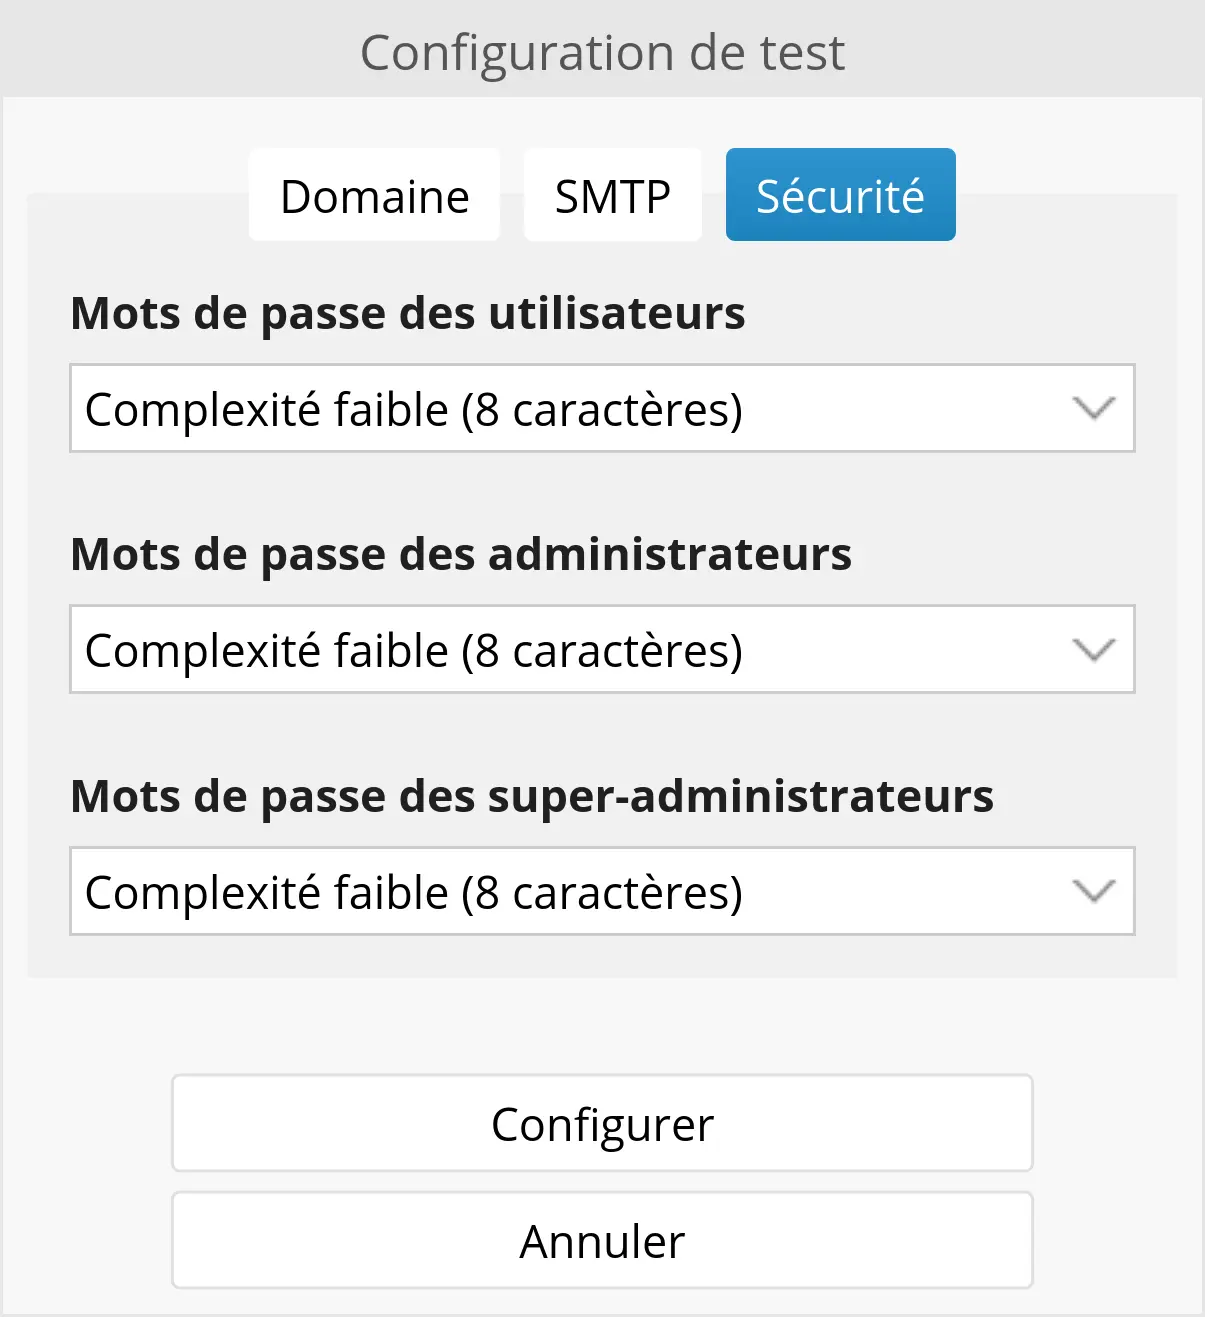 Configuration de test
Domaine SMTP Sécurité
Mots de passe des utilisateurs
Complexité faible (8 caractères)
Mots de passe des administrateurs
Complexité faible (8 caractères)
Mots de passe des super-administrateurs
Complexité faible (8 caractères)
Configurer
Annuler